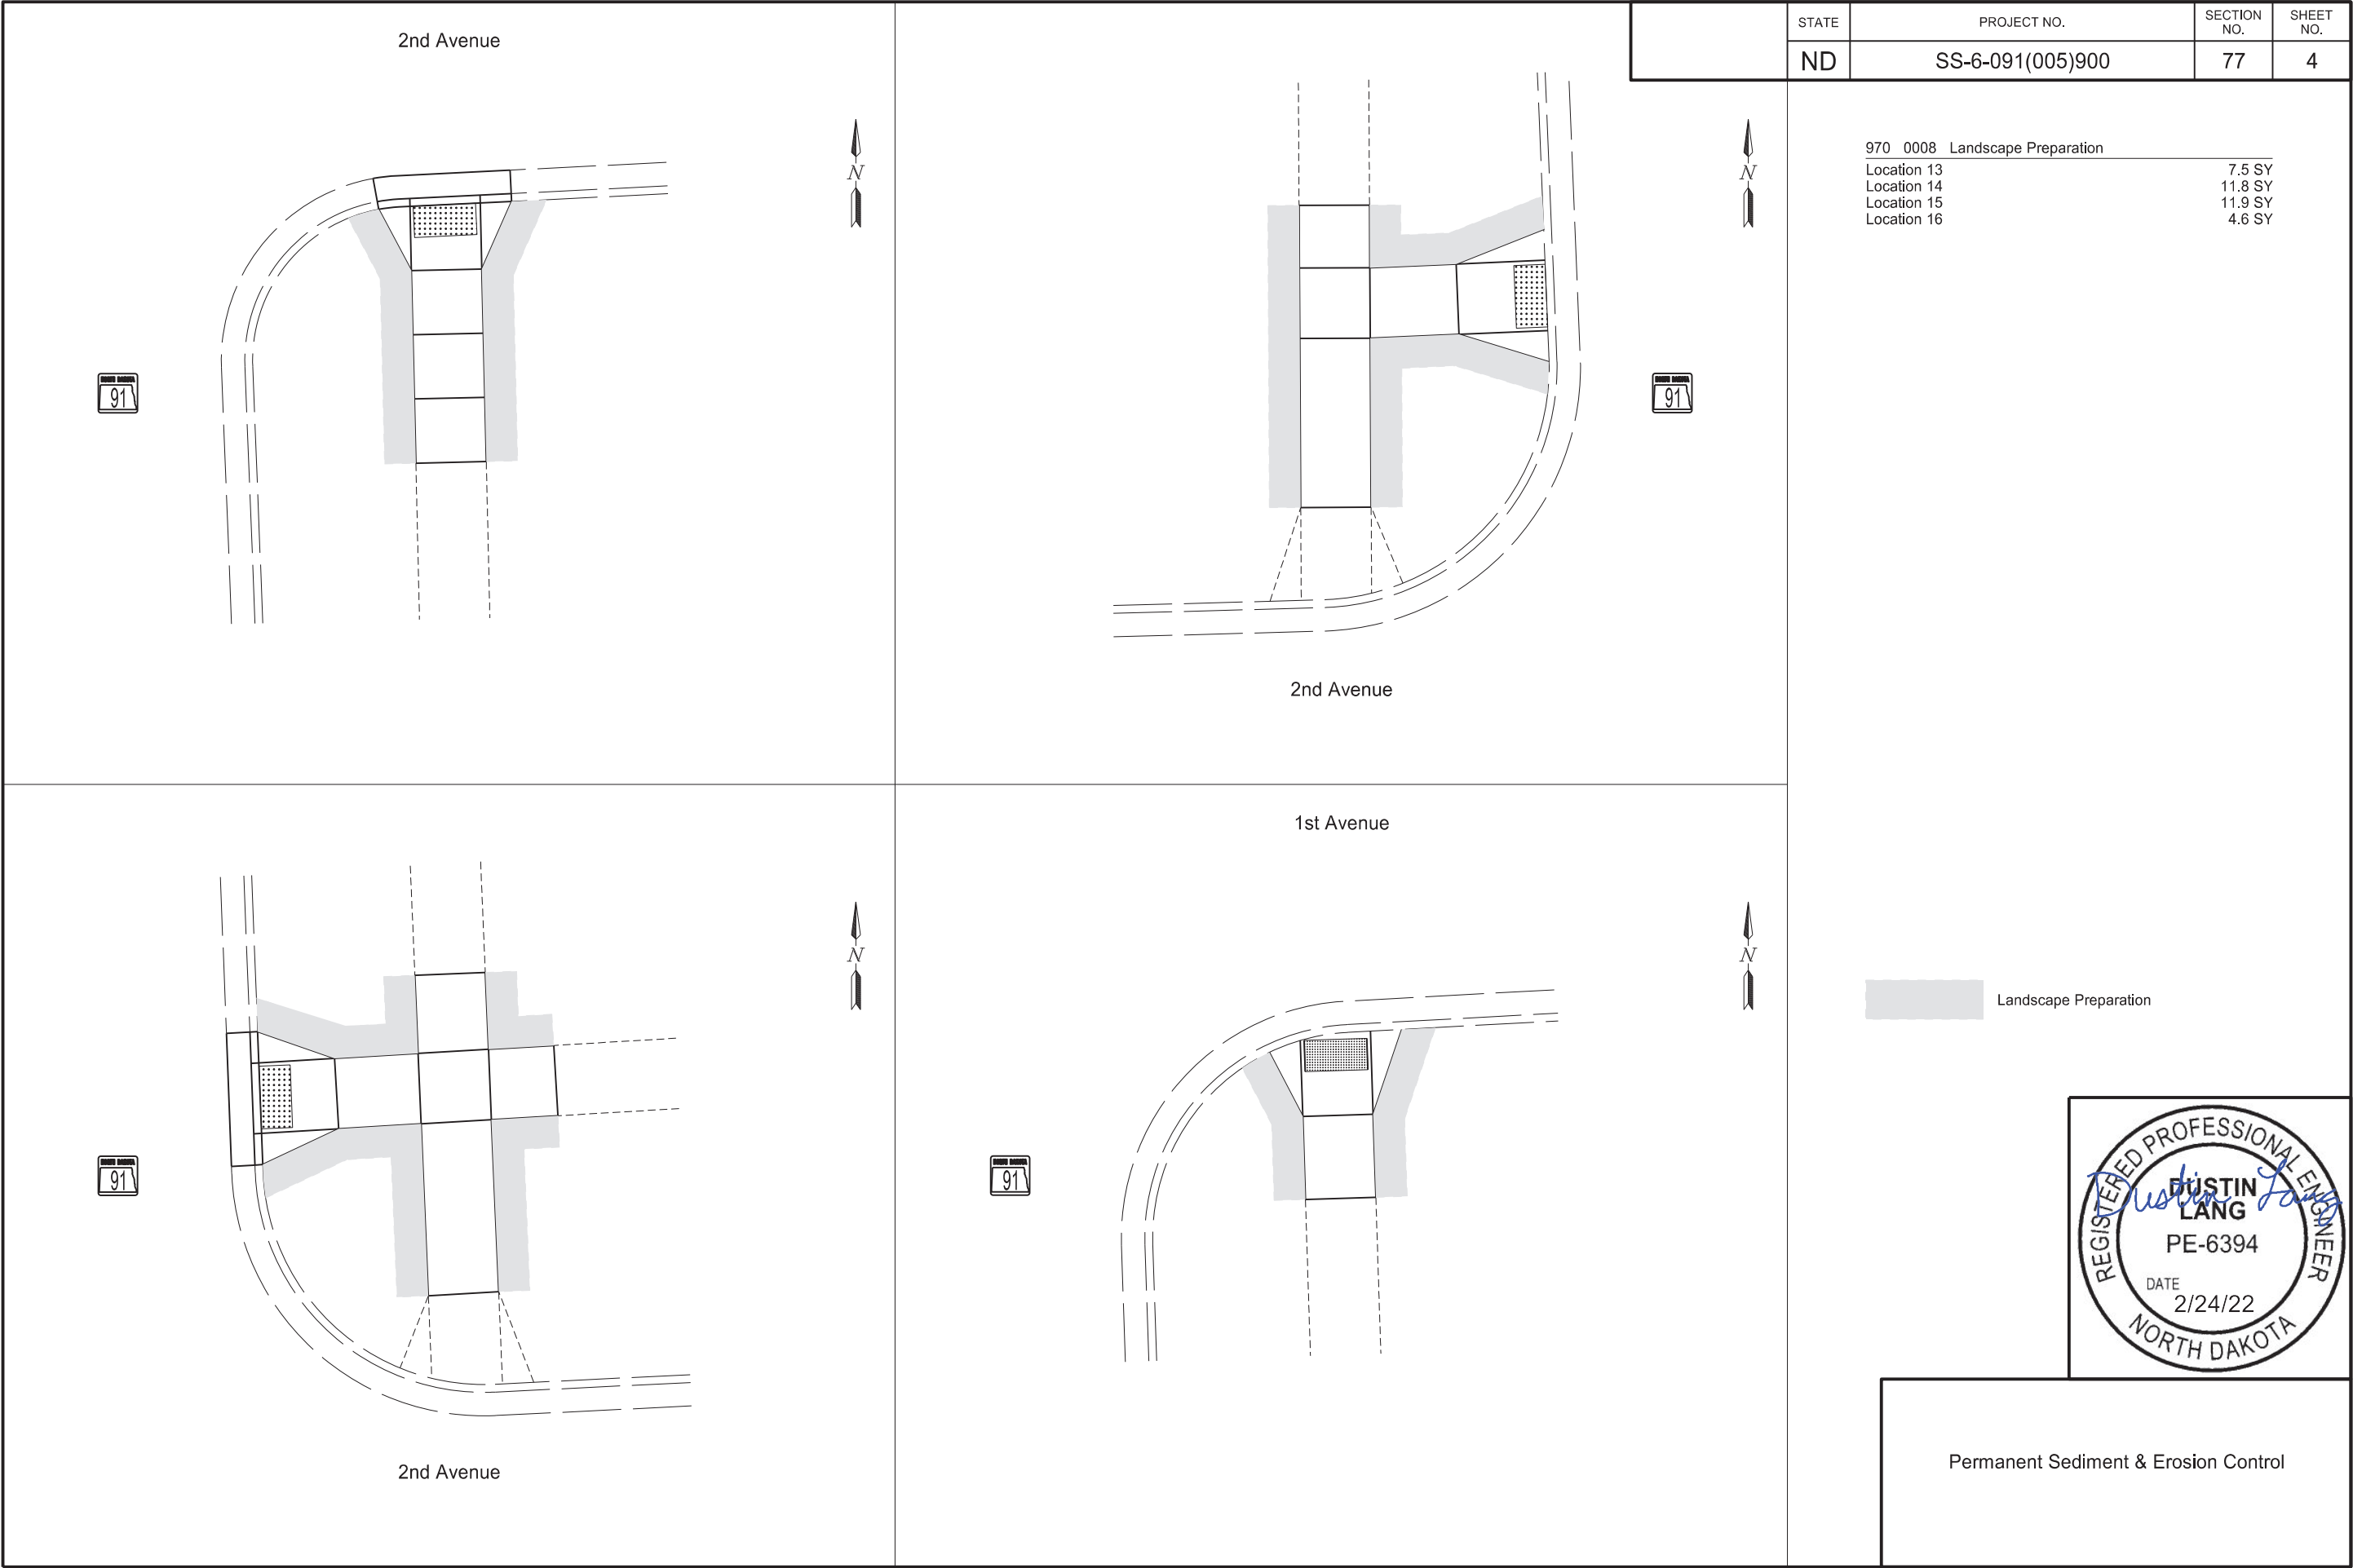 2nd Avenue
N
91
N
91
2nd Avenue
STATE
PROJECT NO.
SECTION NO.
SHEET NO.
ND
SS-6-091(005)900
77
4
970 0008 Landscape Preparation
Location 13 7.5 SY
Location 14 11.8 SY
Location 15 11.9 SY
Location 16 4.6 SY
N
91
2nd Avenue
1st Avenue
N
91
Landscape Preparation
REGISTERED PROFESSIONAL ENGINEER
Dustin Lang
DUSTIN
LANG
PE-6394
DATE
2/24/22
NORTH DAKOTA
Permanent Sediment & Erosion Control